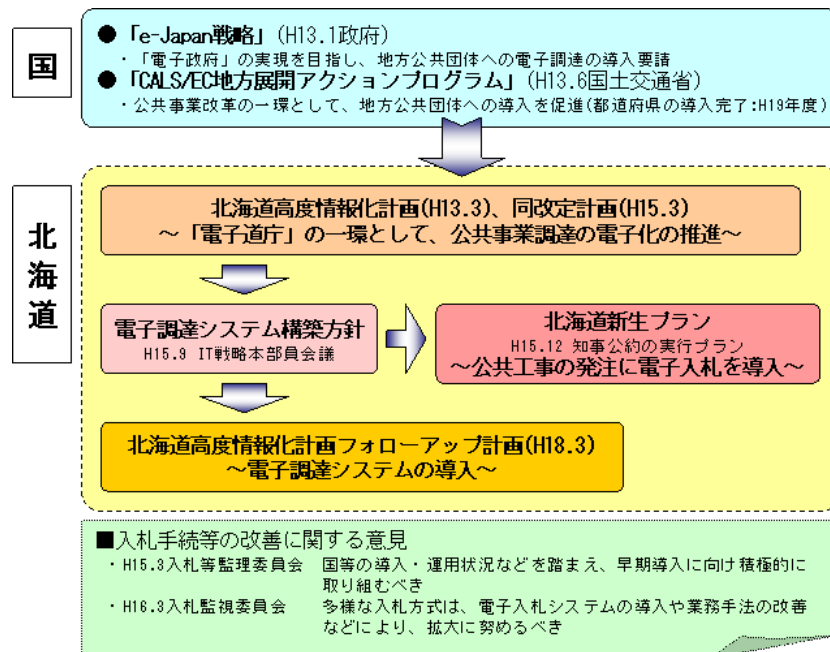 国
●「e-Japan戦略」(H13.1政府)
・「電子政府」の実現を目指し、地方公共団体への電子調達の導入要請
●「CALS/EC地方展開アクションプログラム」(H13.6国土交通省)
・公共事業改革の一環として、地方公共団体への導入を促進(都道府県の導入完了:H19年度)
北海道
北海道高度情報化計画(H13.3)、同改定計画(H15.3)
～「電子道庁」の一環として、公共事業調達の電子化の推進～
電子調達システム構築方針
H15.9 IT戦略本部員会議
北海道新生プラン
H15.12 知事公約の実行プラン
～公共工事の発注に電子入札を導入～
北海道高度情報化計画フォローアップ計画(H18.3)
～電子調達システムの導入～
■入札手続等の改善に関する意見
・H15.3入札等監理委員会 国等の導入・運用状況などを踏まえ、早期導入に向け積極的に
取り組むべき
・H16.3入札監視委員会 多様な入札方式は、電子入札システムの導入や業務手法の改善
などにより、拡大に努めるべき